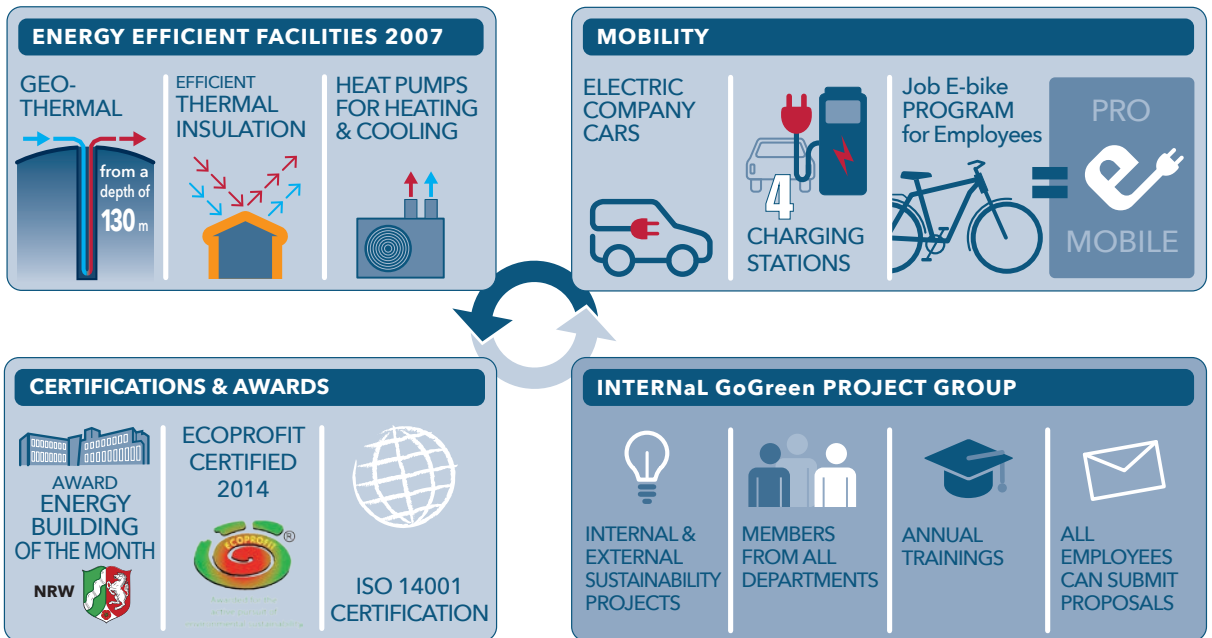 ENERGY EFFICIENT FACILITIES 2007
GEO-
THERMAL
from a
depth of
130 m
EFFICIENT
THERMAL
INSULATION
HEAT PUMPS
FOR HEATING
& COOLING
MOBILITY
ELECTRIC
COMPANY
CARS
4
CHARGING
STATIONS
Job E-bike
PROGRAM
for Employees
=
PRO
e
MOBILE
CERTIFICATIONS & AWARDS
AWARD
ENERGY
BUILDING
OF THE MONTH
NRW
ECOPROFIT
CERTIFIED
2014
ECOPROFIT
®
ISO 14001
CERTIFICATION
INTERNaL GoGreen PROJECT GROUP
INTERNAL &
EXTERNAL
SUSTAINABILITY
PROJECTS
MEMBERS
FROM ALL
DEPARTMENTS
ANNUAL
TRAININGS
ALL
EMPLOYEES
CAN SUBMIT
PROPOSALS